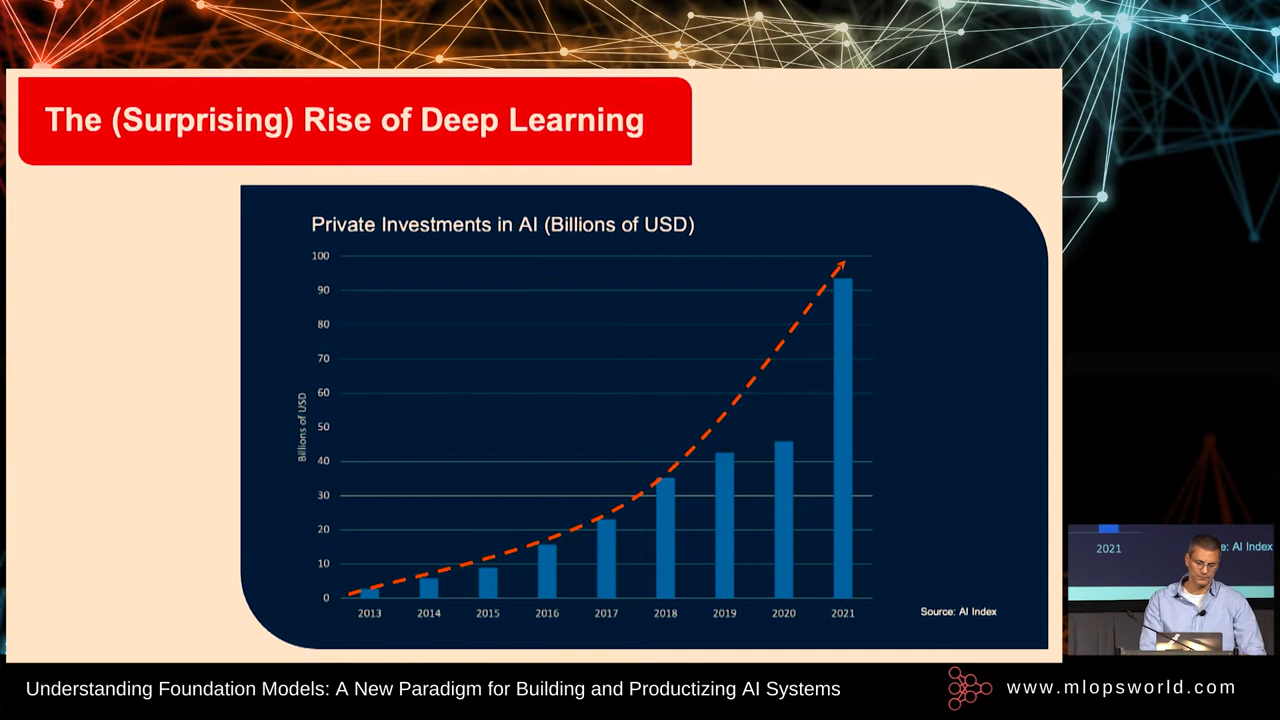 The (Surprising) Rise of Deep Learning
Private Investments in AI (Billions of USD)
100
90
80
70
60
50
40
30
20
10
0
Billions of USD
2013 2014 2015 2016 2017 2018 2019 2020 2021
Source: AI Index
2021
e: AI Index
Understanding Foundation Models: A New Paradigm for Building and Productizing AI Systems
www.mlopsworld.com